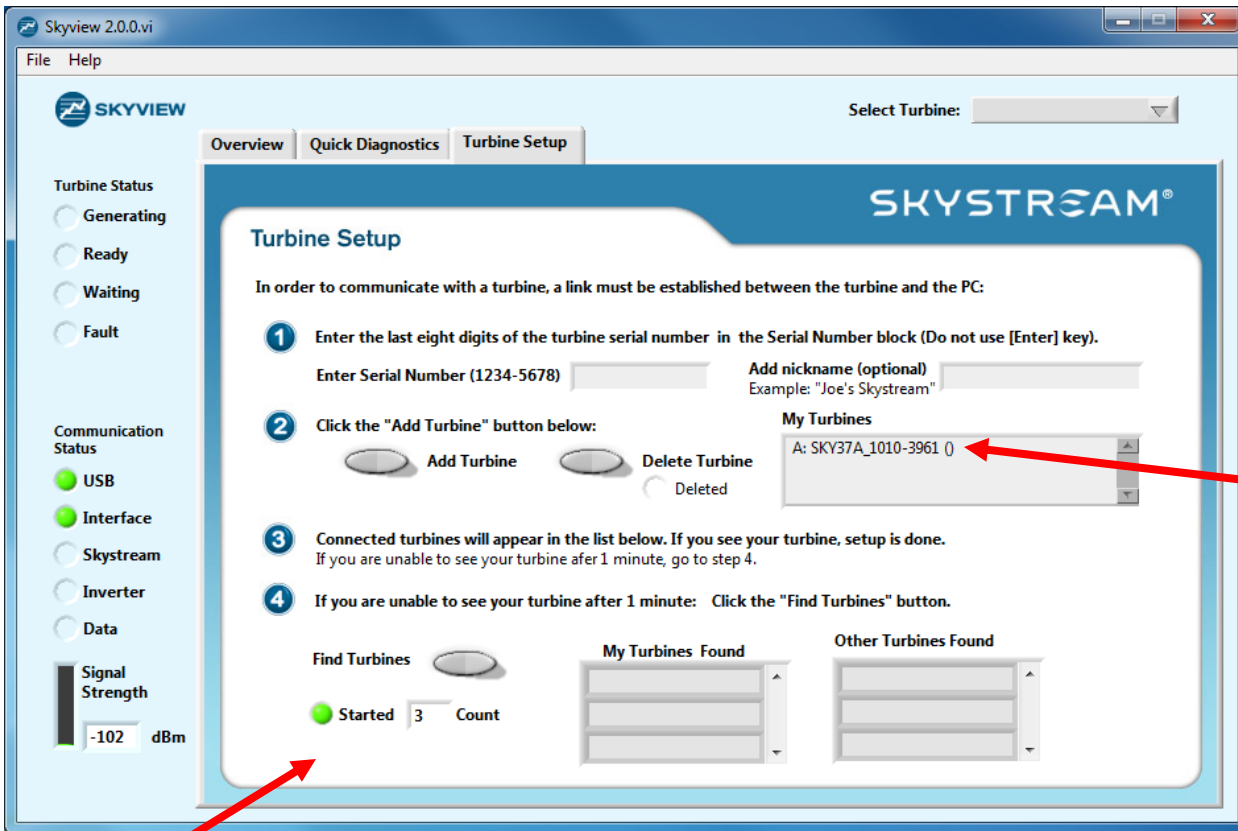 Skyview 2.0.0.vi
File Help
SKYVIEW
Select Turbine:
Overview Quick Diagnostics Turbine Setup
Turbine Status
Generating
Ready
Waiting
Fault
Communication
Status
USB
Interface
Skystream
Inverter
Data
Signal
Strength
-102 dBm
SKYSTREAM®
Turbine Setup
In order to communicate with a turbine, a link must be established between the turbine and the PC:
1 Enter the last eight digits of the turbine serial number in the Serial Number block (Do not use [Enter] key).
Enter Serial Number (1234-5678)
Add nickname (optional)
Example: "Joe's Skystream"
2 Click the "Add Turbine" button below:
Add Turbine Delete Turbine
Deleted
My Turbines
A: SKY37A_1010-3961 ()
3 Connected turbines will appear in the list below. If you see your turbine, setup is done.
If you are unable to see your turbine afer 1 minute, go to step 4.
4 If you are unable to see your turbine after 1 minute: Click the "Find Turbines" button.
Find Turbines
Started 3 Count
My Turbines Found
Other Turbines Found